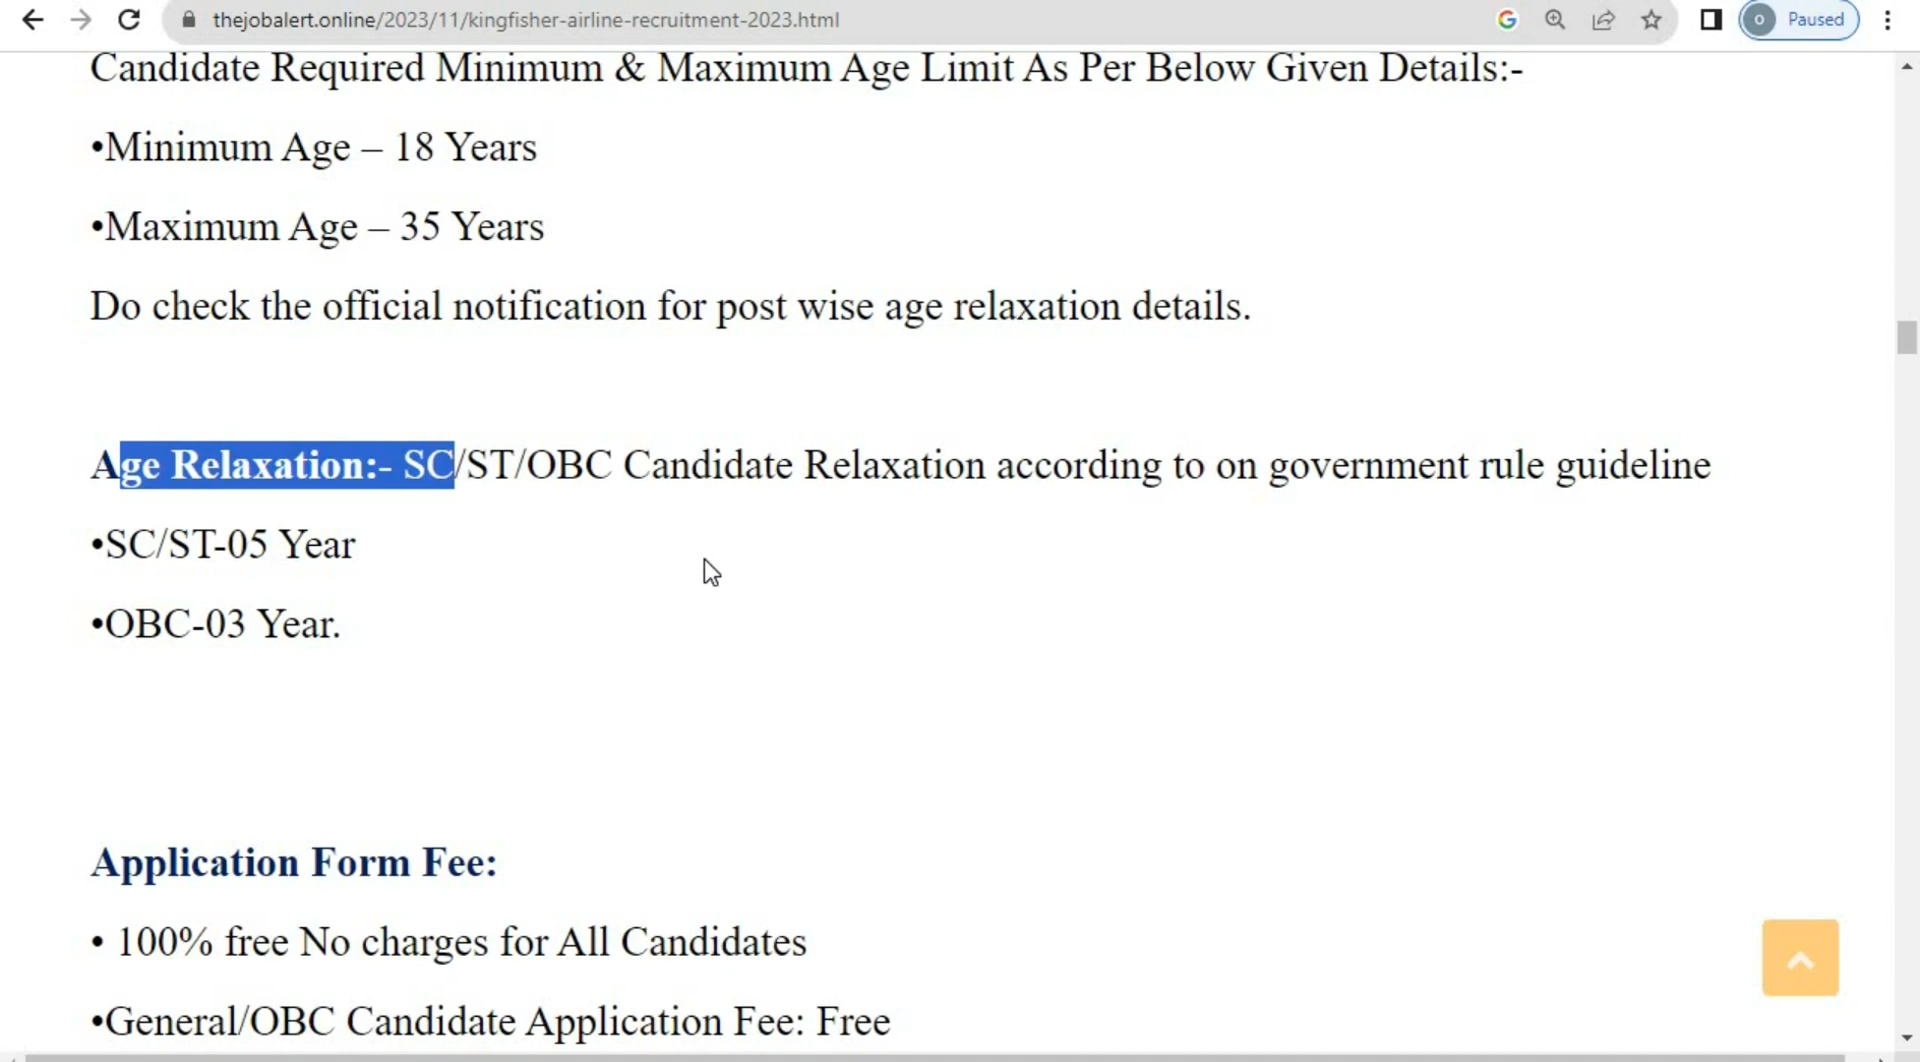 thejobalert.online/2023/11/kingfisher-airline-recruitment-2023.html
o Paused
Candidate Required Minimum & Maximum Age Limit As Per Below Given Details:-
•Minimum Age – 18 Years
•Maximum Age – 35 Years
Do check the official notification for post wise age relaxation details.
Age Relaxation:- SC/ST/OBC Candidate Relaxation according to on government rule guideline
•SC/ST-05 Year
•OBC-03 Year.
Application Form Fee:
• 100% free No charges for All Candidates
•General/OBC Candidate Application Fee: Free